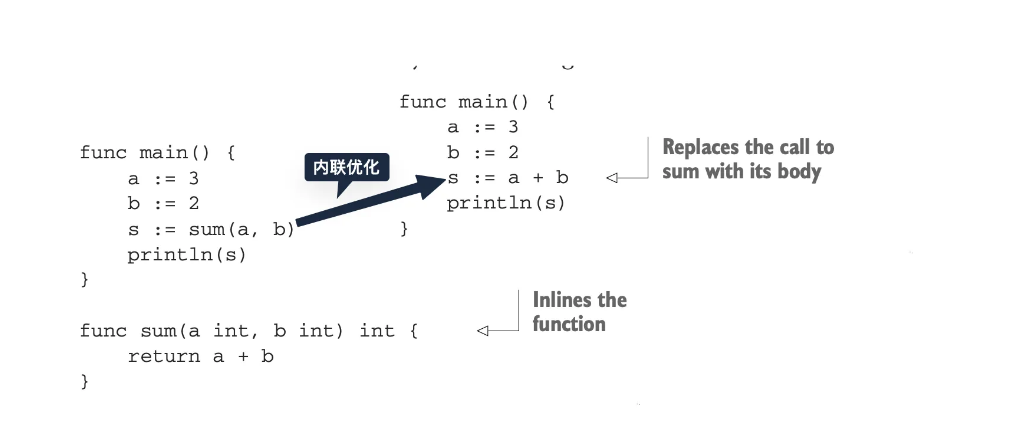 func main() {
    a := 3
    b := 2
    s := sum(a, b)
    println(s)
}
func sum(a int, b int) int {
    return a + b
}
内联优化
func main() {
    a := 3
    b := 2
    s := a + b
    println(s)
}
Replaces the call to
sum with its body
Inlines the
function